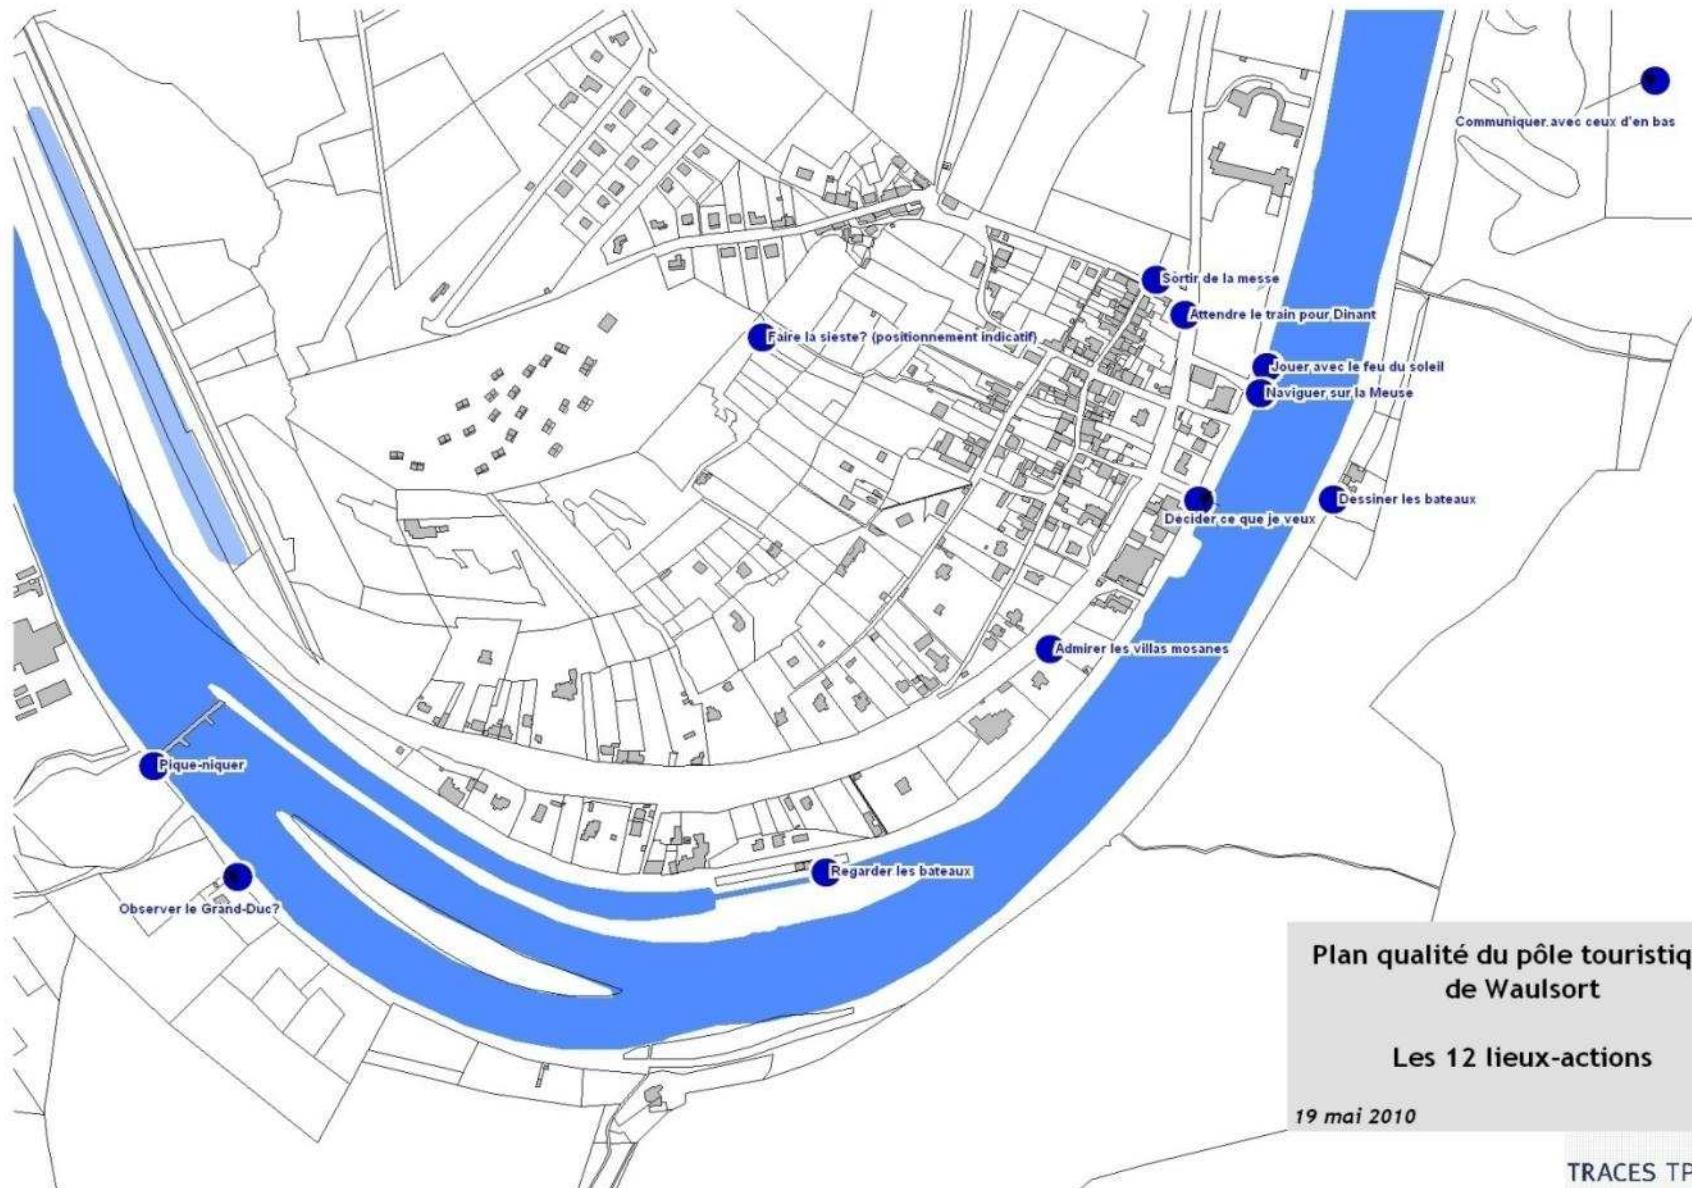 Communiquer avec ceux d'en bas
Sortir de la messe
Attendre le train pour Dinant
Faire la sieste? (positionnement indicatif)
Jouer avec le feu du soleil
Naviguer sur la Meuse
Dessiner les bateaux
Décider ce que je veux
Admirer les villas mosanes
Pique-niquer
Regarder les bateaux
Observer le Grand-Duc?
Plan qualité du pôle touristiq
de Waulsort
Les 12 lieux-actions
19 mai 2010
TRACES TP